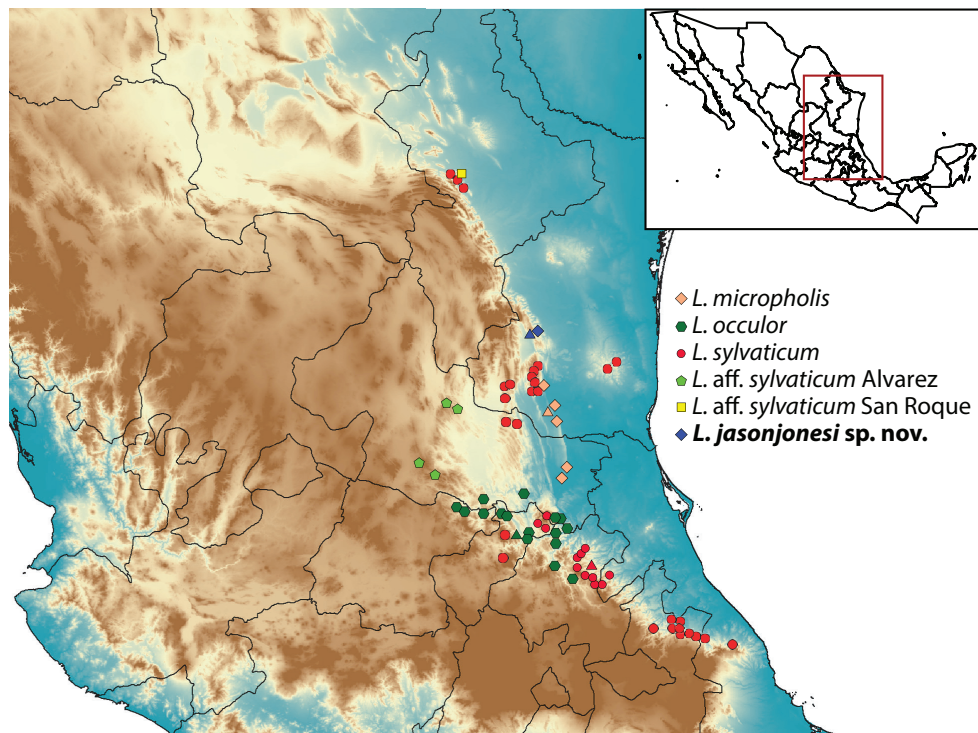 L. micropholis
L. occulor
L. sylvaticum
L. aff. sylvaticum Alvarez
L. aff. sylvaticum San Roque
L. jasonjonesi sp. nov.